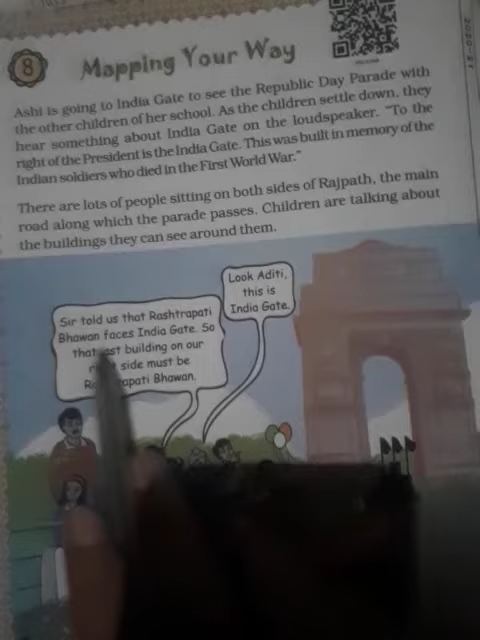 2020-21
8
Mapping Your Way
Ashi is going to India Gate to see the Republic Day Parade with
the other children of her school. As the children settle down, they
hear something about India Gate on the loudspeaker. "To the
right of the President is the India Gate. This was built in memory of the
Indian soldiers who died in the First World War."
There are lots of people sitting on both sides of Rajpath, the main
road along which the parade passes. Children are talking about
the buildings they can see around them.
Look Aditi,
this is
India Gate.
Sir told us that Rashtrapati
Bhawan faces India Gate. So
that building on our
side must be
Bhawan.